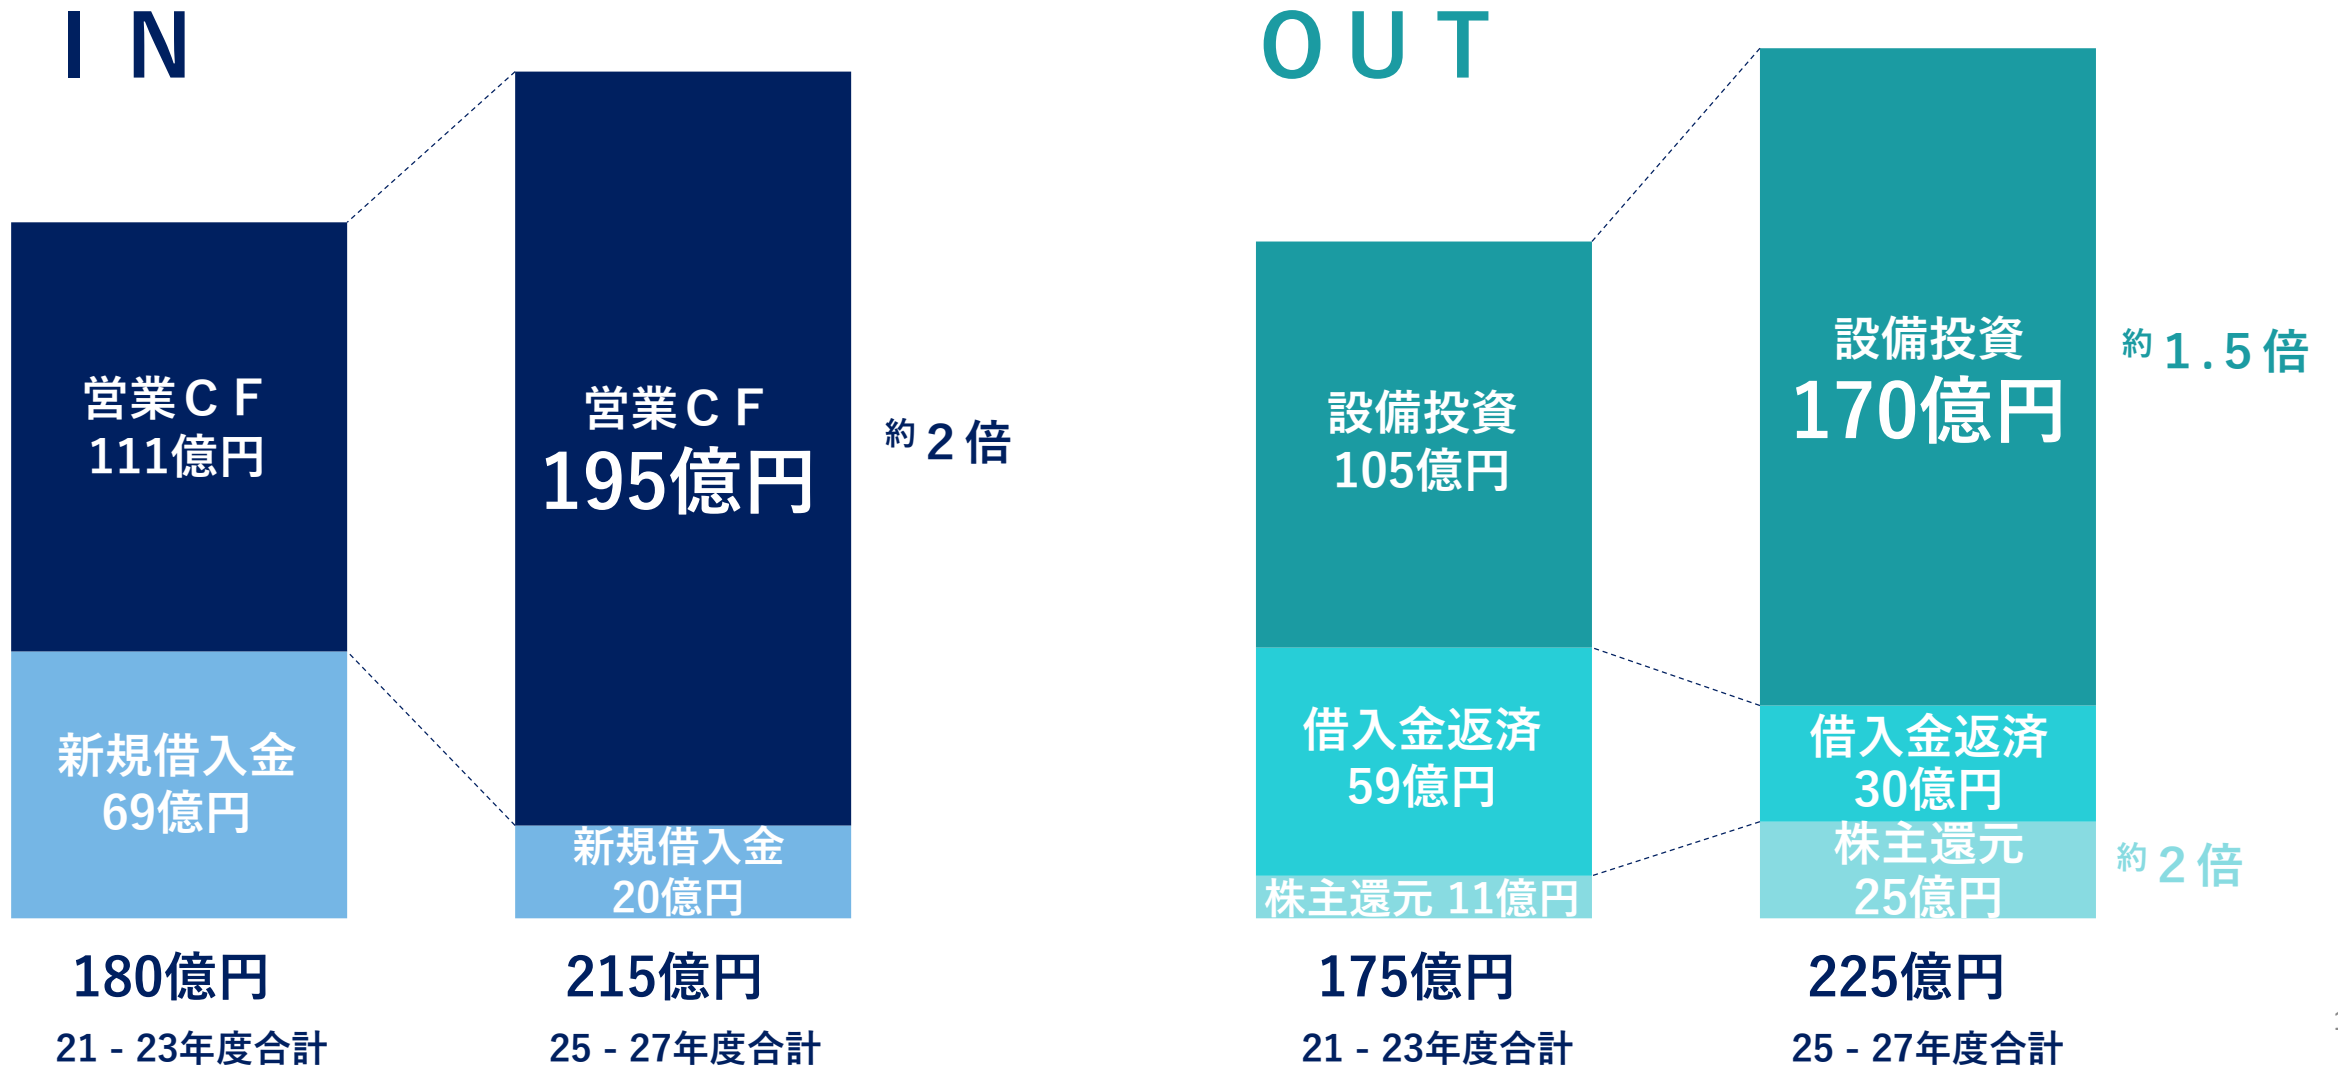 ＩＮ
営業ＣＦ
111億円
新規借入金
69億円
180億円
21 - 23年度合計
営業ＣＦ
195億円
新規借入金
20億円
215億円
25 - 27年度合計
約２倍
ＯＵＴ
設備投資
105億円
借入金返済
59億円
株主還元 11億円
175億円
21 - 23年度合計
設備投資
170億円
借入金返済
30億円
株主還元
25億円
225億円
25 - 27年度合計
約１.５倍
約２倍